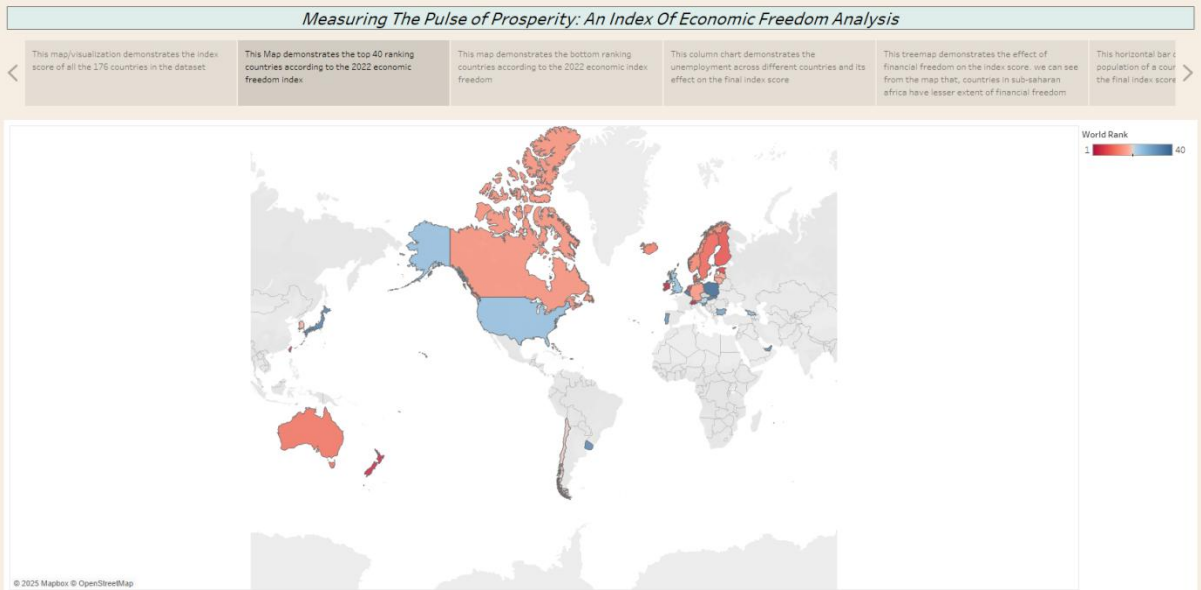 Measuring The Pulse of Prosperity: An Index Of Economic Freedom Analysis
This map/visualization demonstrates the index
score of all the 176 countries in the dataset
This Map demonstrates the top 40 ranking
countries according to the 2022 economic
freedom index
This map demonstrates the bottom ranking
countries according to the 2022 economic index
freedom
This column chart demonstrates the
unemployment across different countries and its
effect on the final index score
This treemap demonstrates the effect of
financial freedom on the index score. we can see
from the map that, countries in sub-saharan
africa have lesser extent of financial freedom
This horizontal bar c
population of a cour
the final index score
World Rank
1 40
© 2025 Mapbox © OpenStreetMap